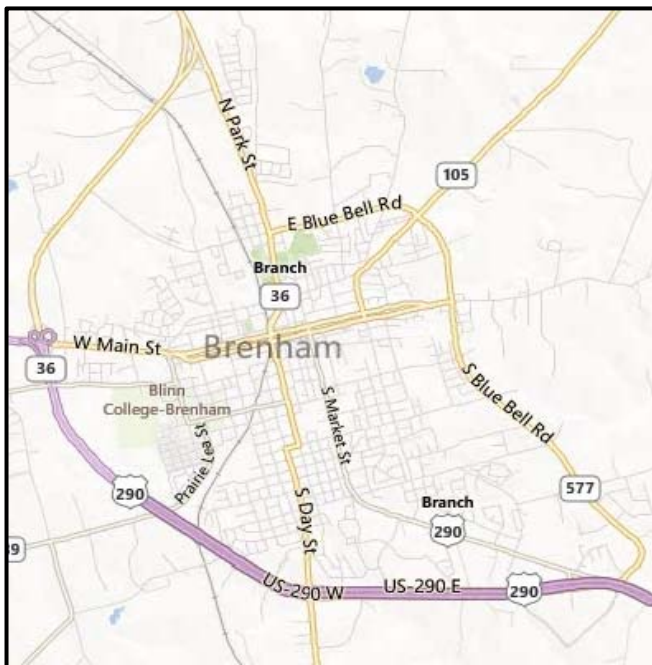 N Park St
105
E Blue Bell Rd
Branch
36
W Main St
Brenham
36
Blinn
College-Brenham
S Blue Bell Rd
S Market St
Prairie Lea St
290
577
Branch
290
S Day St
US-290 W
US-290 E
290